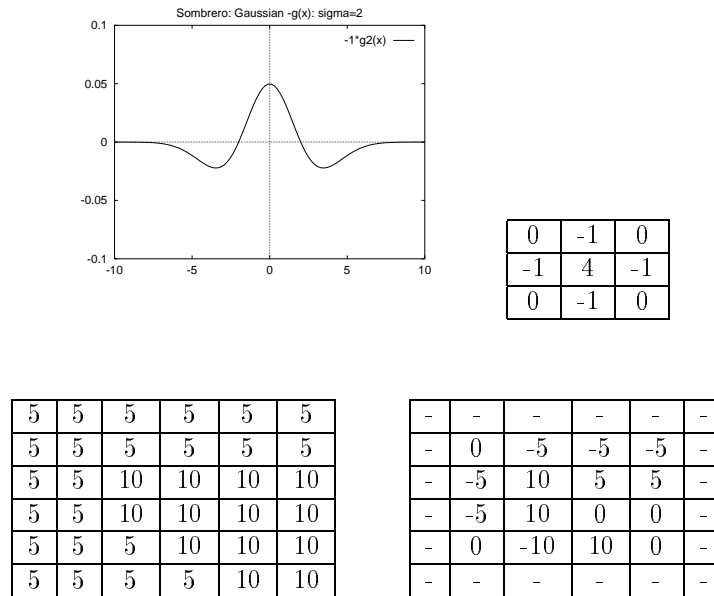 Sombrero: Gaussian -g(x): sigma=2
0.1
-1*g2(x)
0.05
0
-0.05
-0.1
-10 -5 0 5 10
0 -1 0
-1 4 -1
0 -1 0
5 5 5 5 5 5
5 5 5 5 5 5
5 5 10 10 10 10
5 5 10 10 10 10
5 5 5 10 10 10
5 5 5 5 10 10
- - - - - -
- 0 -5 -5 -5 -
- -5 10 5 5 -
- -5 10 0 0 -
- 0 -10 10 0 -
- - - - - -